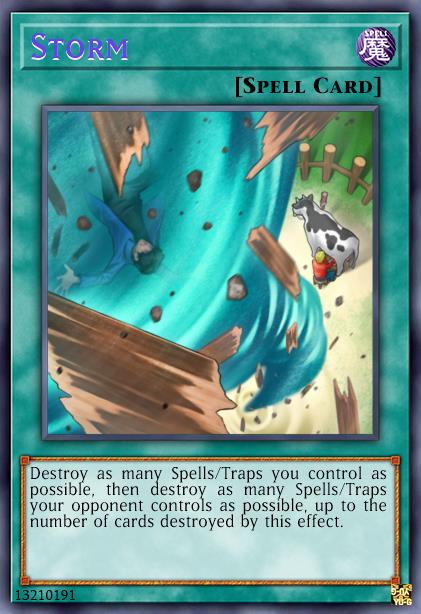 Storm
SPELL
魔
[Spell Card]
Destroy as many Spells/Traps you control as
possible, then destroy as many Spells/Traps
your opponent controls as possible, up to the
number of cards destroyed by this effect.
13210191